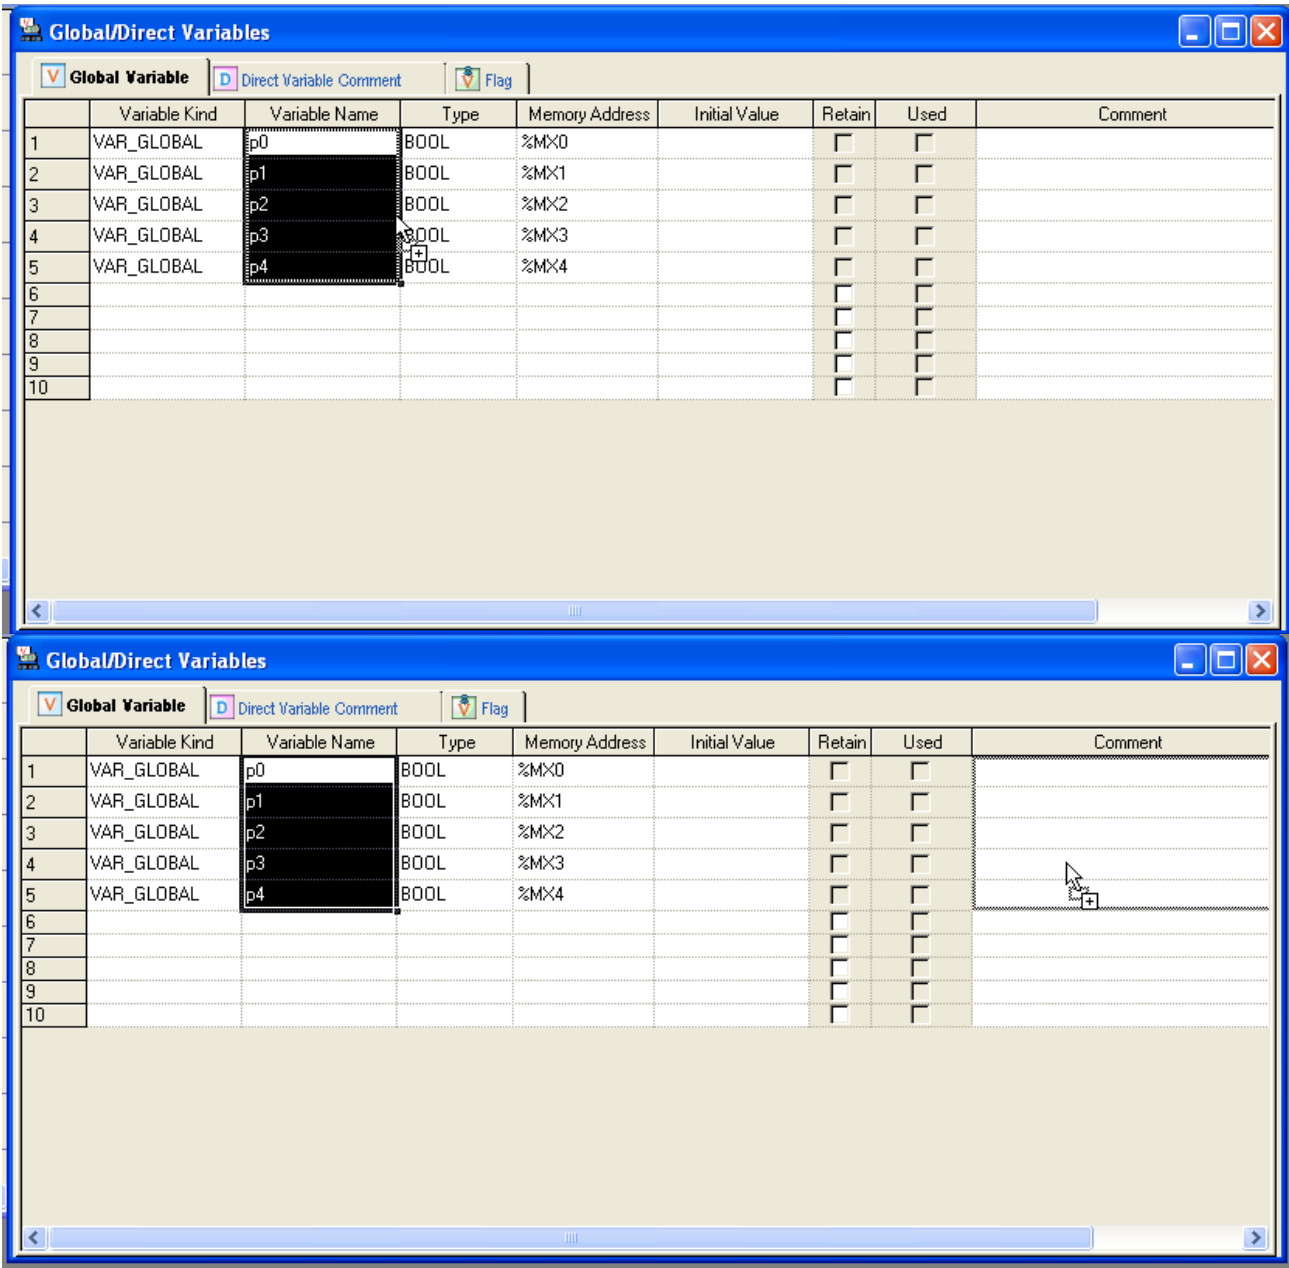 Global/Direct Variables
V Global Variable D Direct Variable Comment V Flag
Variable Kind Variable Name Type Memory Address Initial Value Retain Used Comment
1 VAR_GLOBAL p0 BOOL %MX0
2 VAR_GLOBAL p1 BOOL %MX1
3 VAR_GLOBAL p2 BOOL %MX2
4 VAR_GLOBAL p3 BOOL %MX3
5 VAR_GLOBAL p4 BOOL %MX4
6
7
8
9
10
Global/Direct Variables
V Global Variable D Direct Variable Comment V Flag
Variable Kind Variable Name Type Memory Address Initial Value Retain Used Comment
1 VAR_GLOBAL p0 BOOL %MX0
2 VAR_GLOBAL p1 BOOL %MX1
3 VAR_GLOBAL p2 BOOL %MX2
4 VAR_GLOBAL p3 BOOL %MX3
5 VAR_GLOBAL p4 BOOL %MX4
6
7
8
9
10